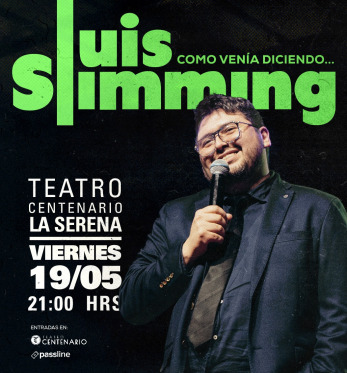 Luis
COMO VENÍA DICIENDO...
Slimming
TEATRO
CENTENARIO
LA SERENA
VIERNES
19/05
21:00 HRS
ENTRADAS EN:
TEATRO
CENTENARIO
passline